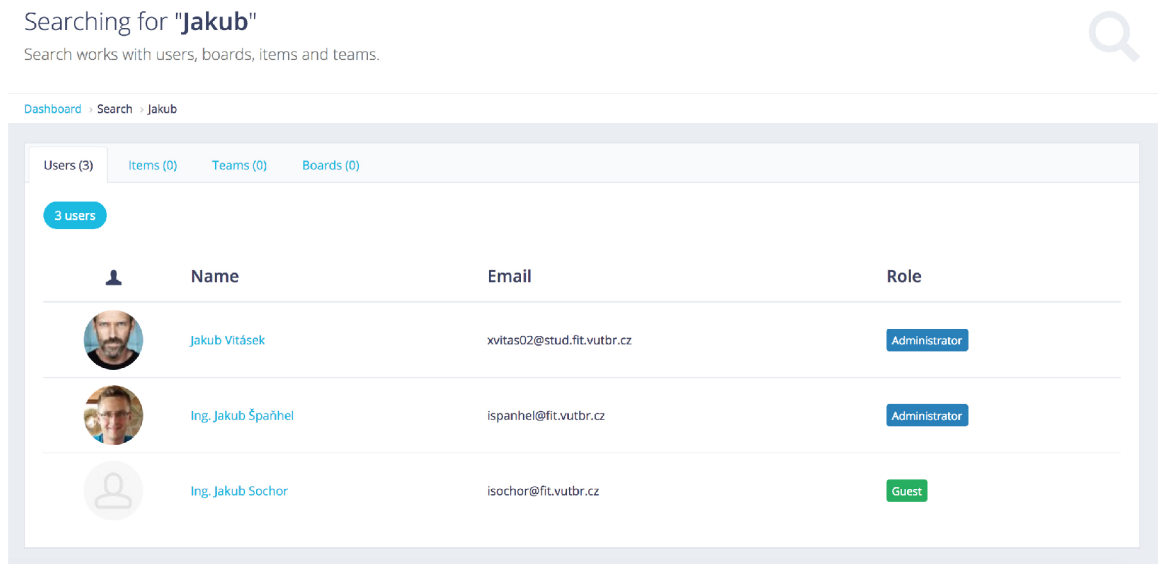 Searching for "Jakub"
Search works with users, boards, items and teams.
Dashboard › Search › Jakub
Users (3) Items (0) Teams (0) Boards (0)
3 users
Name Email Role
Jakub Vitásek xvitas02@stud.fit.vutbr.cz Administrator
Ing. Jakub Špaňhel ispanhel@fit.vutbr.cz Administrator
Ing. Jakub Sochor isochor@fit.vutbr.cz Guest